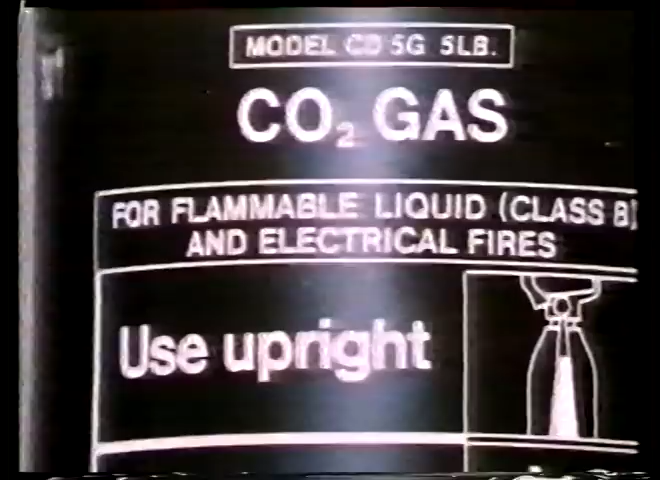 MODEL CD 5G 5LB.
CO₂ GAS
FOR FLAMMABLE LIQUID (CLASS B)
AND ELECTRICAL FIRES
Use upright